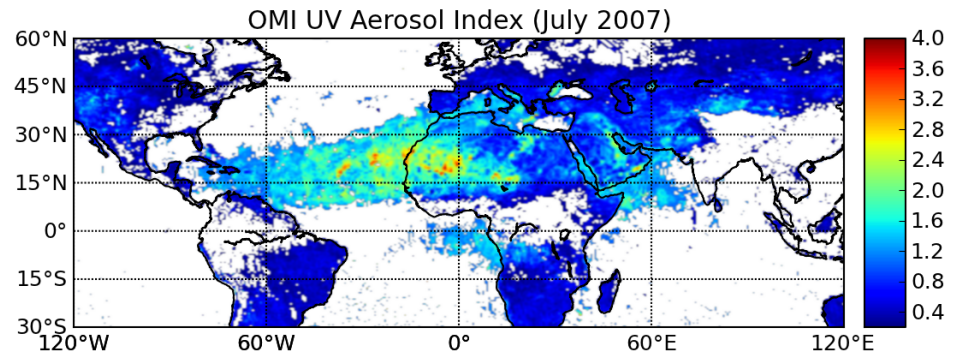 OMI UV Aerosol Index (July 2007)
60°N
45°N
30°N
15°N
0°
15°S
30°S
120°W
60°W
0°
60°E
120°E
4.0
3.6
3.2
2.8
2.4
2.0
1.6
1.2
0.8
0.4